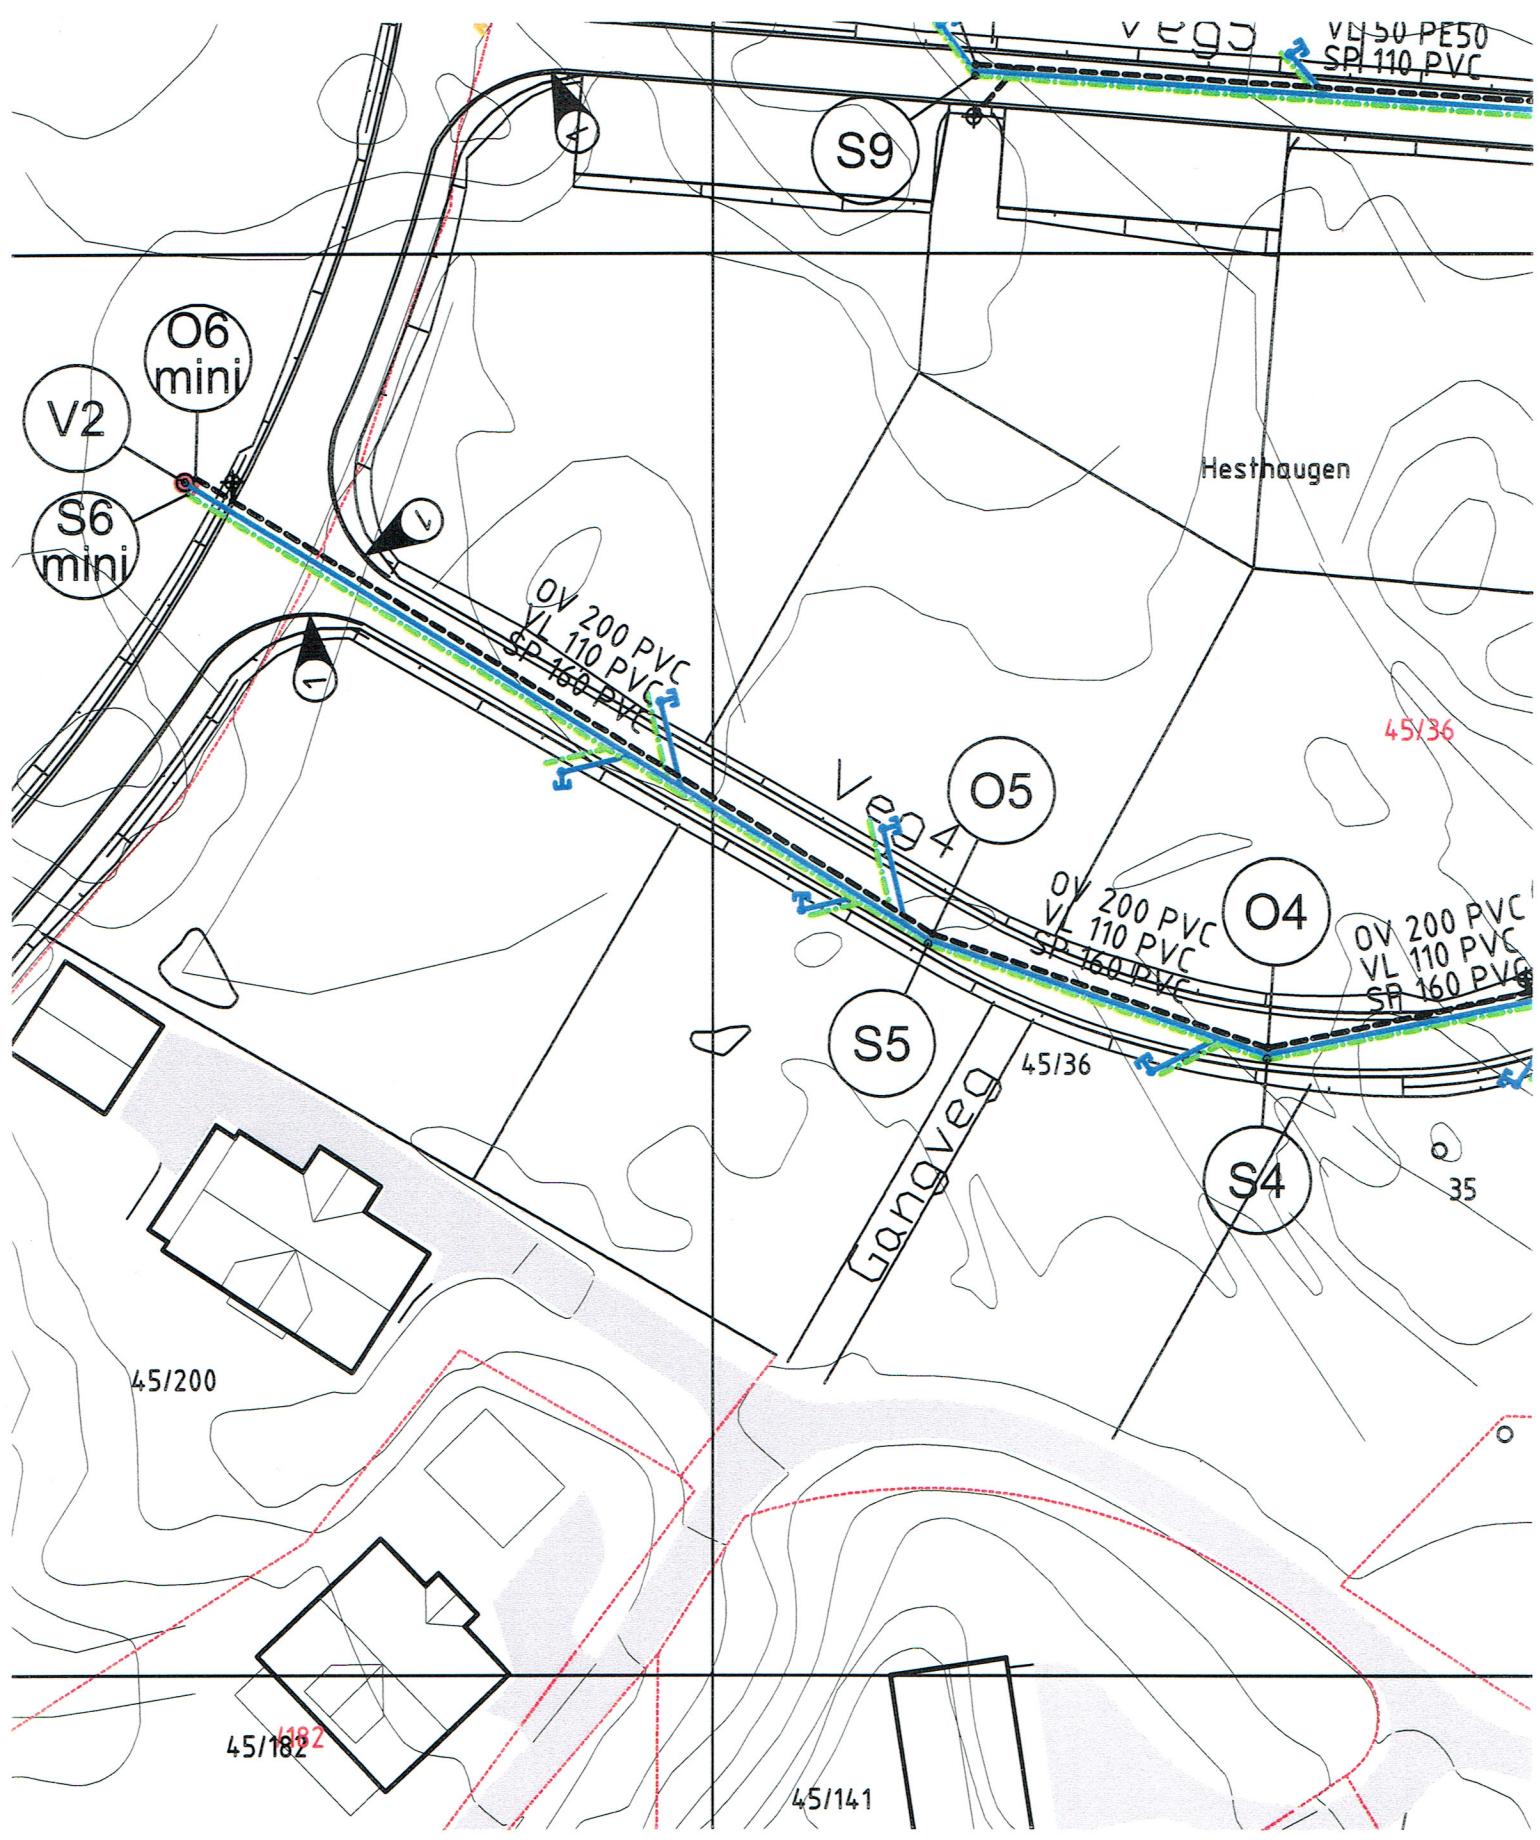 Veg5
VL 50 PE50
SP 110 PVC
S9
O6
mini
V2
S6
mini
Hesthaugen
1
OV 200 PVC
VL 110 PVC
SP 160 PVC
45/36
Veg4
O5
OV 200 PVC
VL 110 PVC
SP 160 PVC
O4
OV 200 PVC
VL 110 PVC
SP 160 PVC
S5
45/36
Gangveg
S4
35
45/200
45/182
/182
45/141